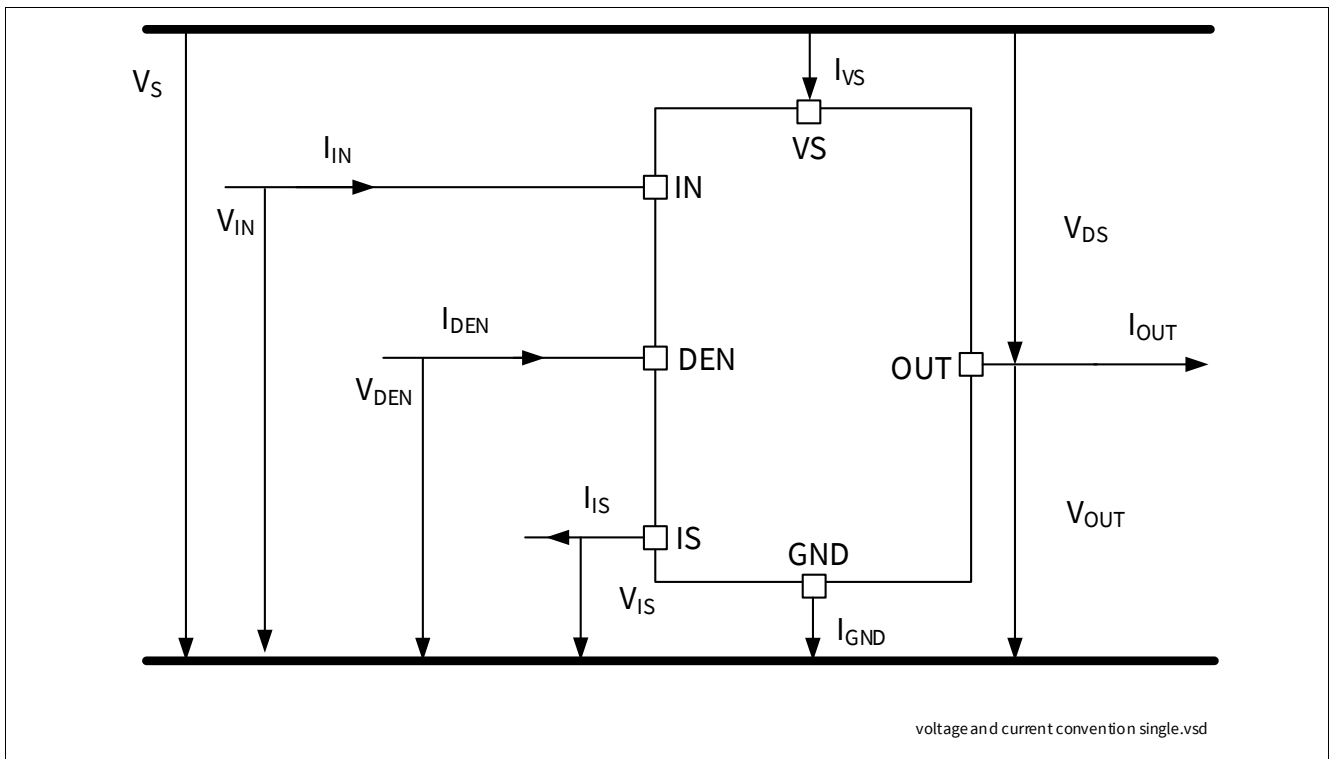 VS
IVS
VS
IIN
IN
VIN
VDS
IDEN
IOUT
DEN
OUT
VDEN
IIS
VOUT
IS
GND
VIS
IGND
voltage and current convention single.vsd